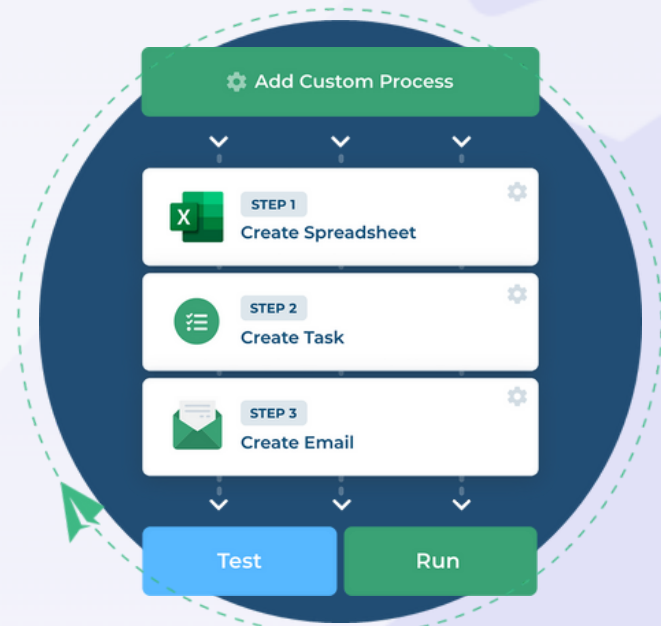 Add Custom Process
X
STEP 1
Create Spreadsheet
STEP 2
Create Task
STEP 3
Create Email
Test
Run